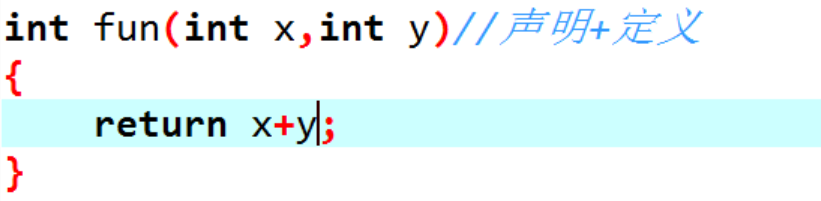 int fun(int x,int y)//声明+定义
{
    return x+y;
}